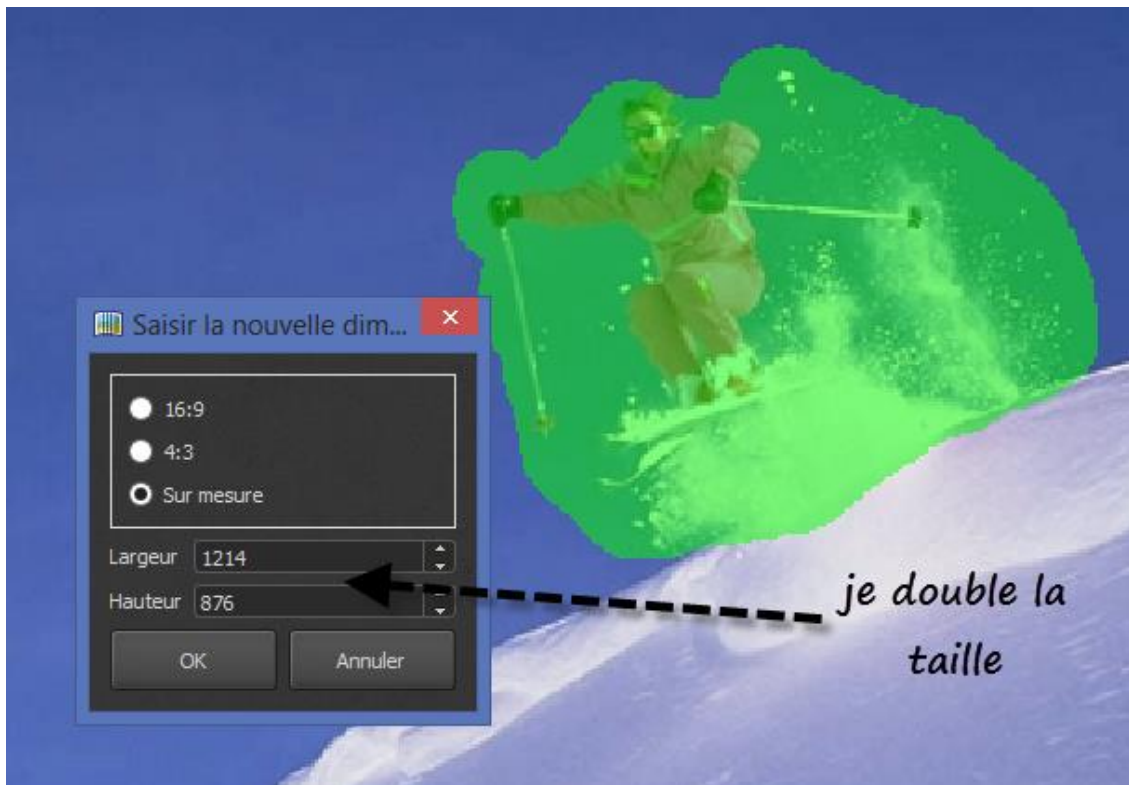 Saisir la nouvelle dim...
16:9
4:3
Sur mesure
Largeur 1214
Hauteur 876
OK Annuler
je double la
taille